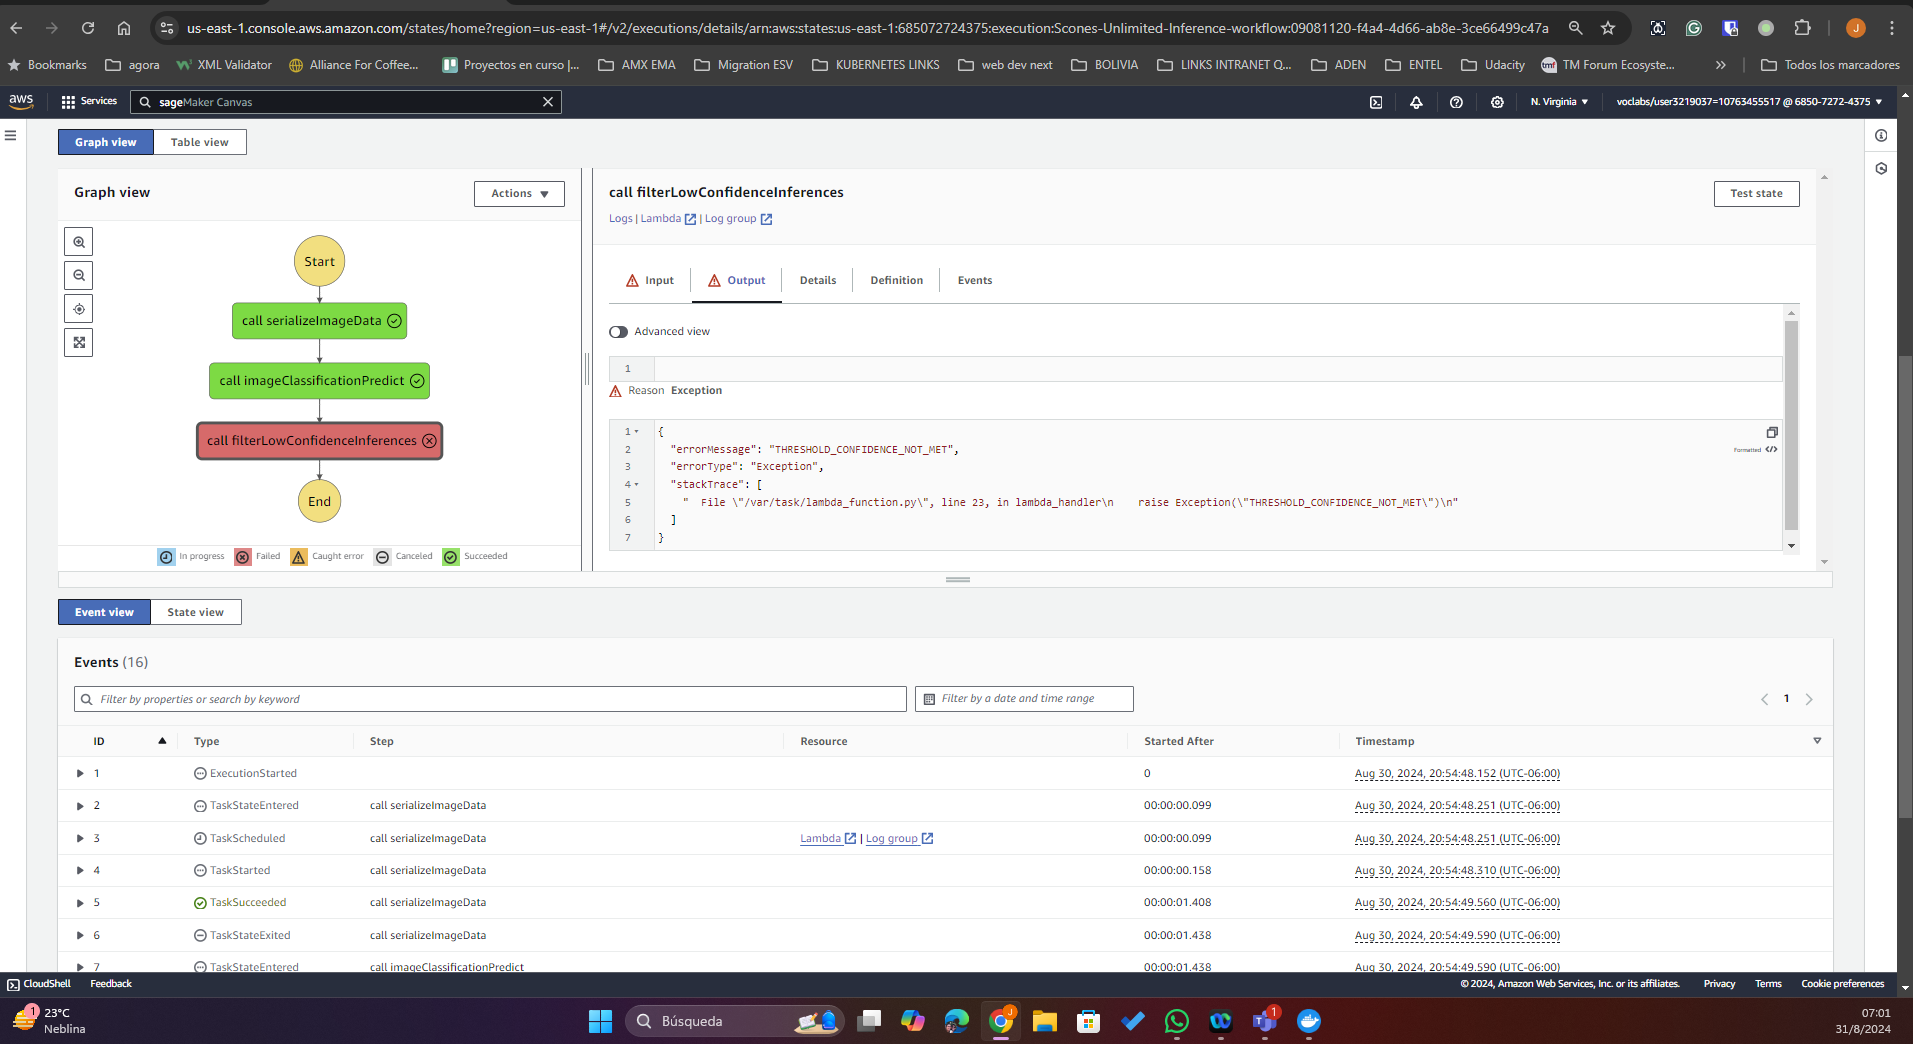 us-east-1.console.aws.amazon.com/states/home?region=us-east-1#/v2/executions/details/arn:aws:states:us-east-1:685072724375:execution:Scones-Unlimited-Inference-workflow:09081120-f4a4-4d66-ab8e-3ce66499c47a
J
Bookmarks agora XML Validator Alliance For Coffee... Proyectos en curso |... AMX EMA Migration ESV KUBERNETES LINKS web dev next BOLIVIA LINKS INTRANET Q... ADEN ENTEL Udacity TM Forum Ecosyste... » Todos los marcadores
aws Services sageMaker Canvas N. Virginia voclabs/user3219037=10763455517 @ 6850-7272-4375
Graph view Table view
Graph view Actions
Start
call serializeImageData
call imageClassificationPredict
call filterLowConfidenceInferences
End
In progress Failed Caught error Canceled Succeeded
call filterLowConfidenceInferences Test state
Logs | Lambda | Log group
Input Output Details Definition Events
Advanced view
1
Reason Exception
1 {
2 "errorMessage": "THRESHOLD_CONFIDENCE_NOT_MET",
3 "errorType": "Exception",
4 "stackTrace": [
5 "  File \"/var/task/lambda_function.py\", line 23, in lambda_handler\n    raise Exception(\"THRESHOLD_CONFIDENCE_NOT_MET\")\n"
6 ]
7 }
Formatted </>
Event view State view
Events (16)
Filter by properties or search by keyword Filter by a date and time range 1
ID Type Step Resource Started After Timestamp
1 ExecutionStarted 0 Aug 30, 2024, 20:54:48.152 (UTC-06:00)
2 TaskStateEntered call serializeImageData 00:00:00.099 Aug 30, 2024, 20:54:48.251 (UTC-06:00)
3 TaskScheduled call serializeImageData Lambda | Log group 00:00:00.099 Aug 30, 2024, 20:54:48.251 (UTC-06:00)
4 TaskStarted call serializeImageData 00:00:00.158 Aug 30, 2024, 20:54:48.310 (UTC-06:00)
5 TaskSucceeded call serializeImageData 00:00:01.408 Aug 30, 2024, 20:54:49.560 (UTC-06:00)
6 TaskStateExited call serializeImageData 00:00:01.438 Aug 30, 2024, 20:54:49.590 (UTC-06:00)
7 TaskStateEntered call imageClassificationPredict 00:00:01.438 Aug 30, 2024, 20:54:49.590 (UTC-06:00)
CloudShell Feedback © 2024, Amazon Web Services, Inc. or its affiliates. Privacy Terms Cookie preferences
1 23°C
Neblina
Búsqueda
J
1
07:01
31/8/2024